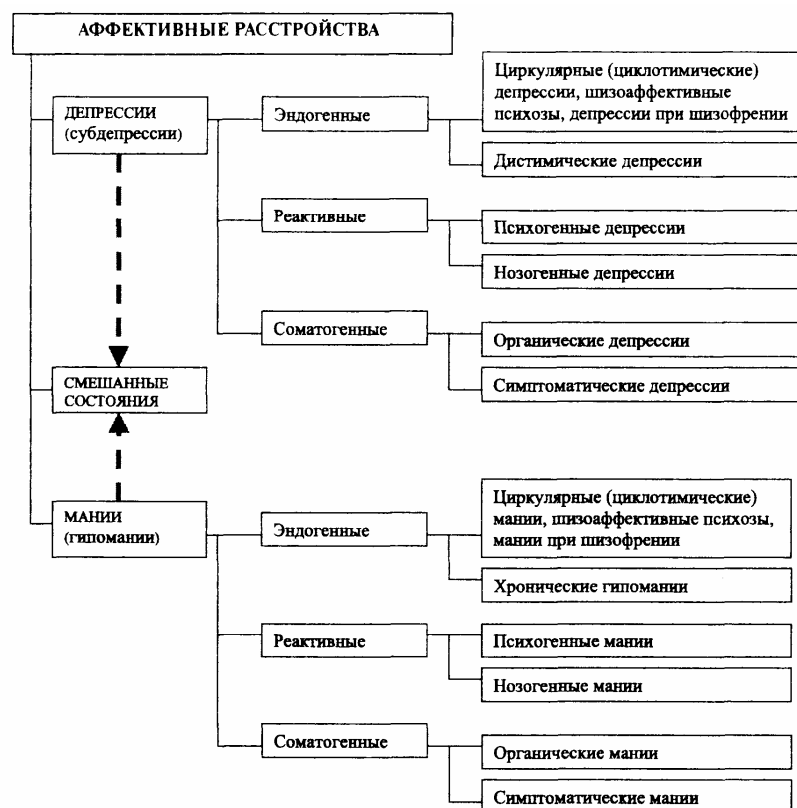 АФФЕКТИВНЫЕ РАССТРОЙСТВА
ДЕПРЕССИИ
(субдепрессии)
Эндогенные
Циркулярные (циклотимические)
депрессии, шизоаффективные
психозы, депрессии при шизофрении
Дистимические депрессии
Реактивные
Психогенные депрессии
Нозогенные депрессии
Соматогенные
Органические депрессии
Симптоматические депрессии
СМЕШАННЫЕ
СОСТОЯНИЯ
МАНИИ
(гипомании)
Эндогенные
Циркулярные (циклотимические)
мании, шизоаффективные психозы,
мании при шизофрении
Хронические гипомании
Реактивные
Психогенные мании
Нозогенные мании
Соматогенные
Органические мании
Симптоматические мании